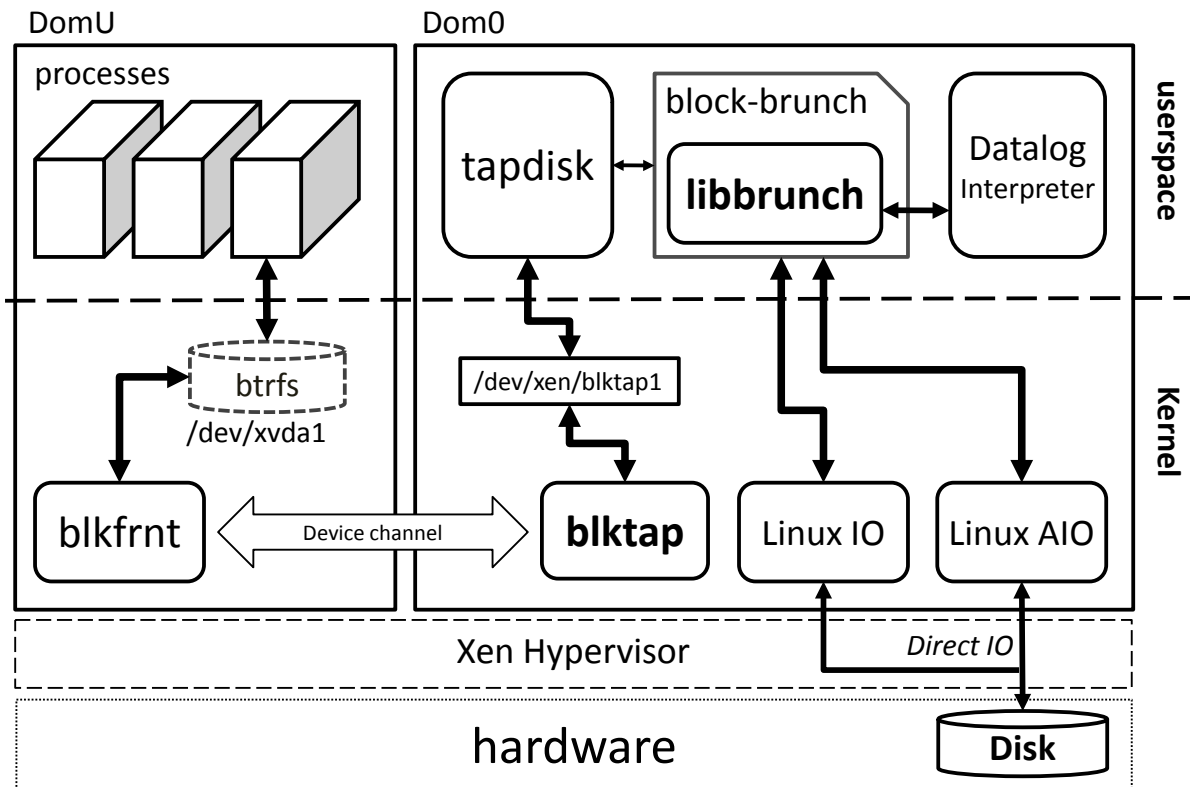 DomU
Dom0
processes
tapdisk
block-brunch
libbrunch
Datalog
Interpreter
userspace
btrfs
/dev/xvda1
/dev/xen/blktap1
Kernel
blkfrnt
Device channel
blktap
Linux IO
Linux AIO
Xen Hypervisor
Direct IO
hardware
Disk